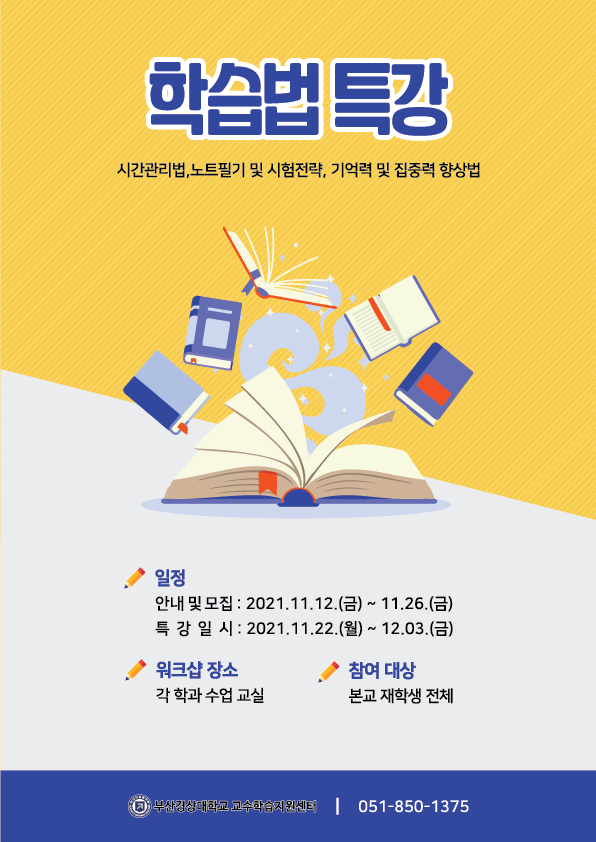 학습법 특강
시간관리법,노트필기 및 시험전략, 기억력 및 집중력 향상법
일정
안내 및 모집 : 2021.11.12.(금) ~ 11.26.(금)
특 강 일 시 : 2021.11.22.(월) ~ 12.03.(금)
워크샵 장소
각 학과 수업 교실
참여 대상
본교 재학생 전체
부산경상대학교 교수학습지원센터 | 051-850-1375